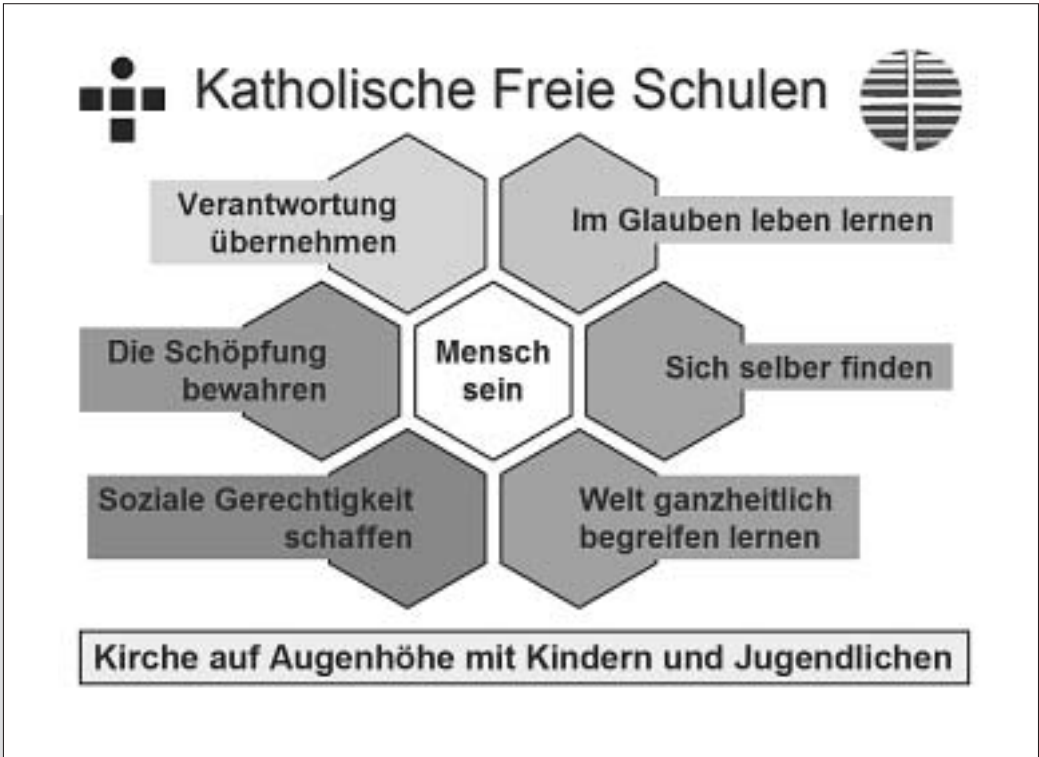 Katholische Freie Schulen
Verantwortung
übernehmen
Im Glauben leben lernen
Die Schöpfung
bewahren
Mensch
sein
Sich selber finden
Soziale Gerechtigkeit
schaffen
Welt ganzheitlich
begreifen lernen
Kirche auf Augenhöhe mit Kindern und Jugendlichen